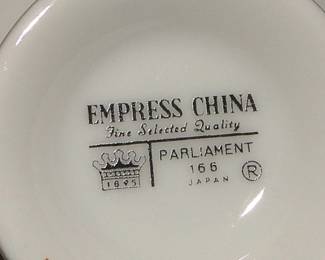 EMPRESS CHINA
Fine Selected Quality
PARLIAMENT
166
JAPAN ®
1895